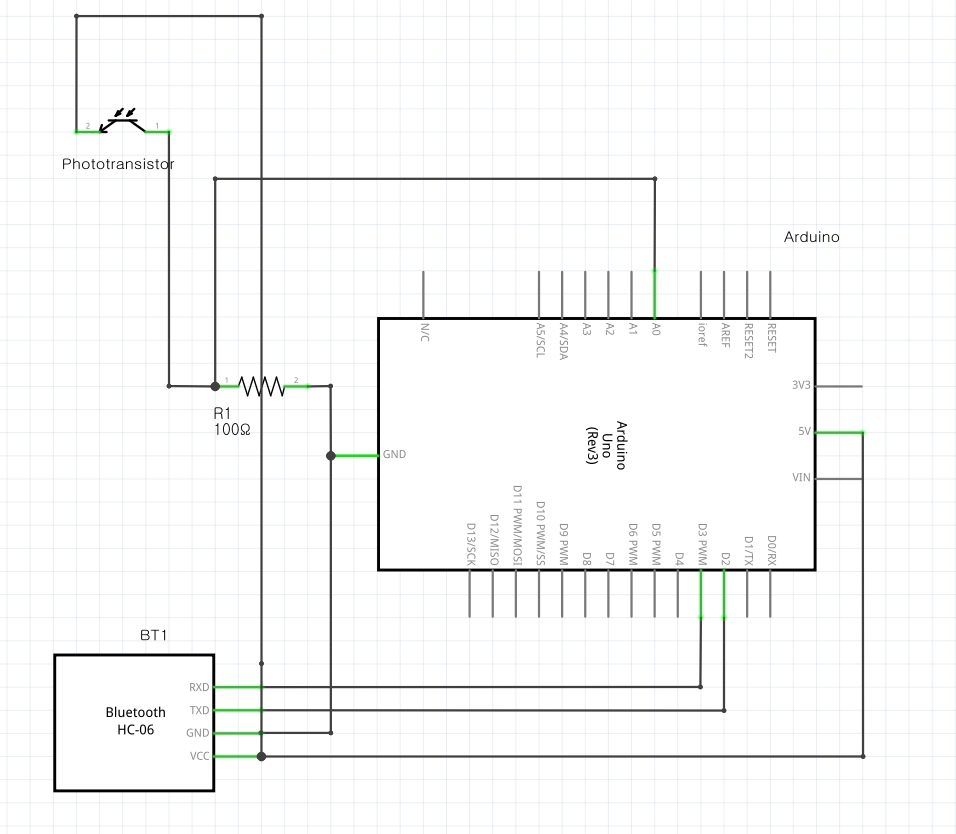 2
1
Phototransistor
Arduino
N/C
A5/SCL
A4/SDA
A3
A2
A1
A0
ioref
AREF
RESET2
RESET
1
2
R1
100Ω
3V3
5V
VIN
GND
Arduino
Uno
(Rev3)
D13/SCK
D12/MISO
D11 PWM/MOSI
D10 PWM/SS
D9 PWM
D8
D7
D6 PWM
D5 PWM
D4
D3 PWM
D2
D1/TX
D0/RX
BT1
Bluetooth
HC-06
RXD
TXD
GND
VCC